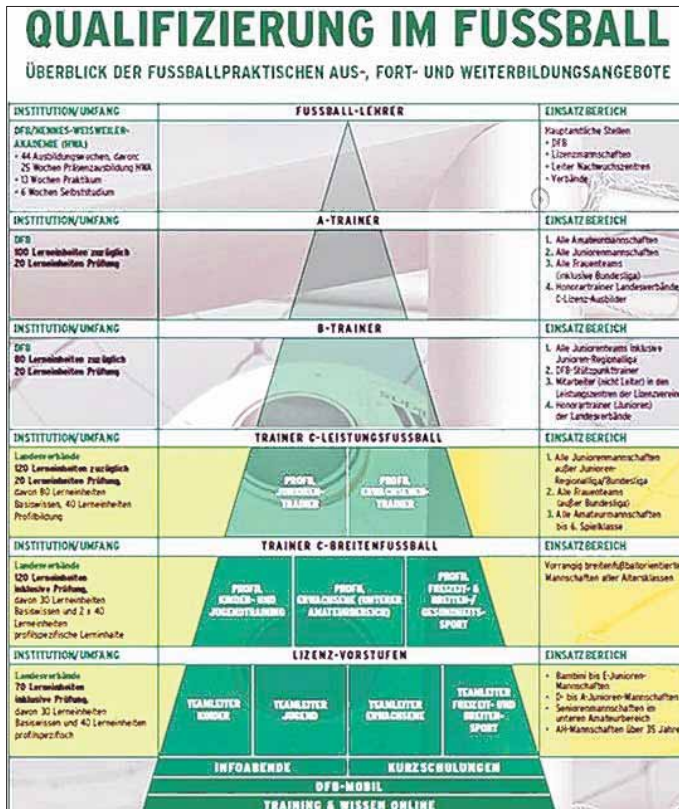 QUALIFIZIERUNG IM FUSSBALL
ÜBERBLICK DER FUSSBALLPRAKTISCHEN AUS-, FORT- UND WEITERBILDUNGSANGEBOTE
INSTITUTION/UMFANG
DFB/HENNES-WEISWEILER-
AKADEMIE (HWA)
• 44 Ausbildungswochen, davon:
25 Wochen Präsenzausbildung HWA
• 13 Wochen Praktikum
• 6 Wochen Selbststudium
FUSSBALL-LEHRER
EINSATZBEREICH
Hauptamtliche Stellen
• DFB
• Lizenzmannschaften
• Leiter Nachwuchszentren
• Verbände
INSTITUTION/UMFANG
DFB
100 Lerneinheiten zuzüglich
20 Lerneinheiten Prüfung
A-TRAINER
EINSATZBEREICH
1. Alle Amateurmannschaften
2. Alle Juniorenmannschaften
3. Alle Frauenteams
(inklusive Bundesliga)
4. Honorartrainer Landesverbände,
C-Lizenz-Ausbilder
INSTITUTION/UMFANG
DFB
80 Lerneinheiten zuzüglich
20 Lerneinheiten Prüfung
B-TRAINER
EINSATZBEREICH
1. Alle Juniorenteams inklusive
Junioren-Regionalliga
2. DFB-Stützpunkttrainer
3. Mitarbeiter (nicht Leiter) in den
Leistungszentren der Lizenzverein
4. Honorartrainer (Junioren)
der Landesverbände
INSTITUTION/UMFANG
Landesverbände
120 Lerneinheiten zuzüglich
20 Lerneinheiten Prüfung,
davon 80 Lerneinheiten
Basiswissen, 40 Lerneinheiten
Profilbildung
TRAINER C-LEISTUNGSFUSSBALL
PROFIL
JUNIOREN-
TRAINER
PROFIL
ERWACHSENEN-
TRAINER
EINSATZBEREICH
1. Alle Juniorenmannschaften
außer Junioren-
Regionalliga/Bundesliga
2. Alle Frauenteams
(außer Bundesliga)
3. Alle Amateurmannschaften
bis 6. Spielklasse
INSTITUTION/UMFANG
Landesverbände
120 Lerneinheiten
inklusive Prüfung,
davon 30 Lerneinheiten
Basiswissen und 2 x 40
Lerneinheiten
profilspezifische Lerninhalte
TRAINER C-BREITENFUSSBALL
PROFIL
KINDER- UND
JUGENDTRAINING
PROFIL
ERWACHSENE (UNTERER
AMATEURBEREICH)
PROFIL
FREIZEIT- &
BREITEN-/
GESUNDHEITS-
SPORT
EINSATZBEREICH
Vorrangig breitenfußballorientierte
Mannschaften aller Altersklassen
INSTITUTION/UMFANG
Landesverbände
70 Lerneinheiten
inklusive Prüfung,
davon 30 Lerneinheiten
Basiswissen und 40 Lerneinheiten
profilspezifisch
LIZENZ-VORSTUFEN
TEAMLEITER
KINDER
TEAMLEITER
JUGEND
TEAMLEITER
ERWACHSENE
TEAMLEITER
FREIZEIT- UND
BREITEN-
SPORT
EINSATZBEREICH
• Bambini bis E-Junioren-
Mannschaften
• D- bis A-Junioren-Mannschaften
• Seniorenmannschaften im
unteren Amateurbereich
• AH-Mannschaften über 35 Jahre
INFOABENDE
KURZSCHULUNGEN
DFB-MOBIL
TRAINING & WISSEN ONLINE